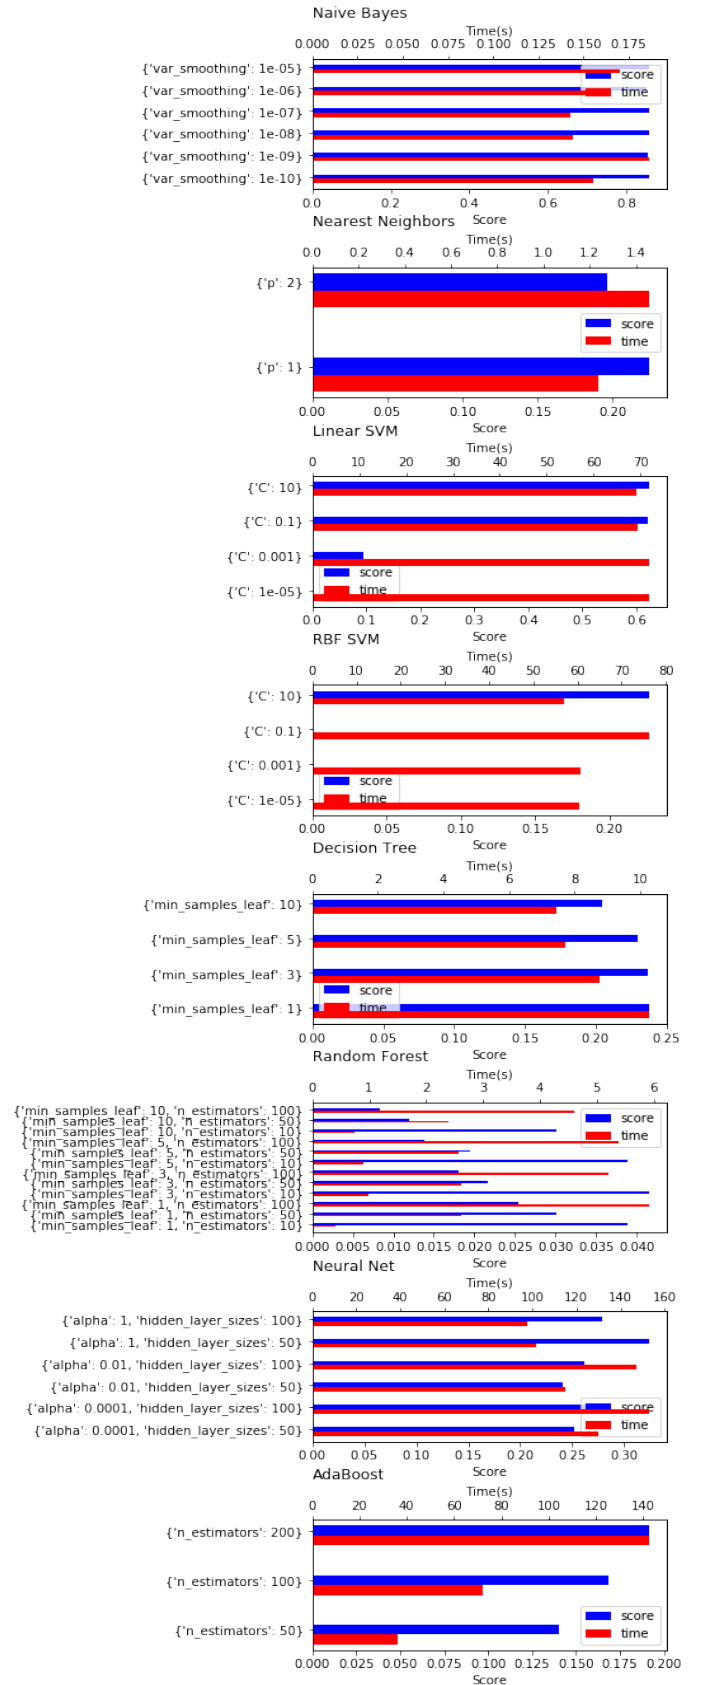 Naive Bayes
Time(s)
0.000 0.025 0.050 0.075 0.100 0.125 0.150 0.175
{'var_smoothing': 1e-05}
{'var_smoothing': 1e-06}
{'var_smoothing': 1e-07}
{'var_smoothing': 1e-08}
{'var_smoothing': 1e-09}
{'var_smoothing': 1e-10}
score
time
0.0 0.2 0.4 0.6 0.8
Score
Nearest Neighbors
Time(s)
0.0 0.2 0.4 0.6 0.8 1.0 1.2 1.4
{'p': 2}
score
time
{'p': 1}
0.00 0.05 0.10 0.15 0.20
Score
Linear SVM
Time(s)
0 10 20 30 40 50 60 70
{'C': 10}
{'C': 0.1}
{'C': 0.001}
{'C': 1e-05}
score
time
0.0 0.1 0.2 0.3 0.4 0.5 0.6
Score
RBF SVM
Time(s)
0 10 20 30 40 50 60 70 80
{'C': 10}
{'C': 0.1}
{'C': 0.001}
{'C': 1e-05}
score
time
0.00 0.05 0.10 0.15 0.20
Score
Decision Tree
Time(s)
0 2 4 6 8 10
{'min_samples_leaf': 10}
{'min_samples_leaf': 5}
{'min_samples_leaf': 3}
{'min_samples_leaf': 1}
score
time
0.00 0.05 0.10 0.15 0.20 0.25
Score
Random Forest
Time(s)
0 1 2 3 4 5 6
{'min_samples_leaf': 10, 'n_estimators': 100}
{'min_samples_leaf': 10, 'n_estimators': 50}
{'min_samples_leaf': 10, 'n_estimators': 10}
{'min_samples_leaf': 5, 'n_estimators': 100}
{'min_samples_leaf': 5, 'n_estimators': 50}
{'min_samples_leaf': 5, 'n_estimators': 10}
{'min_samples_leaf': 3, 'n_estimators': 100}
{'min_samples_leaf': 3, 'n_estimators': 50}
{'min_samples_leaf': 3, 'n_estimators': 10}
{'min_samples_leaf': 1, 'n_estimators': 100}
{'min_samples_leaf': 1, 'n_estimators': 50}
{'min_samples_leaf': 1, 'n_estimators': 10}
score
time
0.000 0.005 0.010 0.015 0.020 0.025 0.030 0.035 0.040
Score
Neural Net
Time(s)
0 20 40 60 80 100 120 140 160
{'alpha': 1, 'hidden_layer_sizes': 100}
{'alpha': 1, 'hidden_layer_sizes': 50}
{'alpha': 0.01, 'hidden_layer_sizes': 100}
{'alpha': 0.01, 'hidden_layer_sizes': 50}
{'alpha': 0.0001, 'hidden_layer_sizes': 100}
{'alpha': 0.0001, 'hidden_layer_sizes': 50}
score
time
0.00 0.05 0.10 0.15 0.20 0.25 0.30
Score
AdaBoost
Time(s)
0 20 40 60 80 100 120 140
{'n_estimators': 200}
{'n_estimators': 100}
{'n_estimators': 50}
score
time
0.000 0.025 0.050 0.075 0.100 0.125 0.150 0.175 0.200
Score